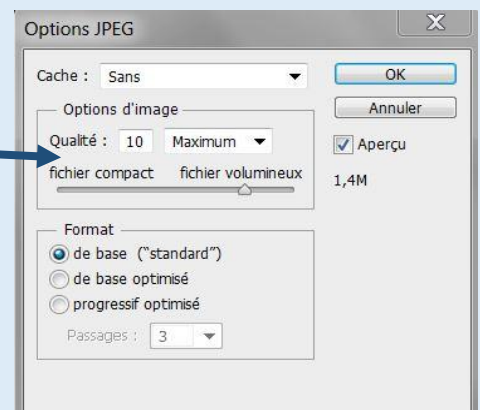 Options JPEG
X
Cache : Sans
OK
Options d'image
Annuler
Qualité : 10 Maximum
Aperçu
fichier compact fichier volumineux
1,4M
Format
de base ("standard")
de base optimisé
progressif optimisé
Passages : 3